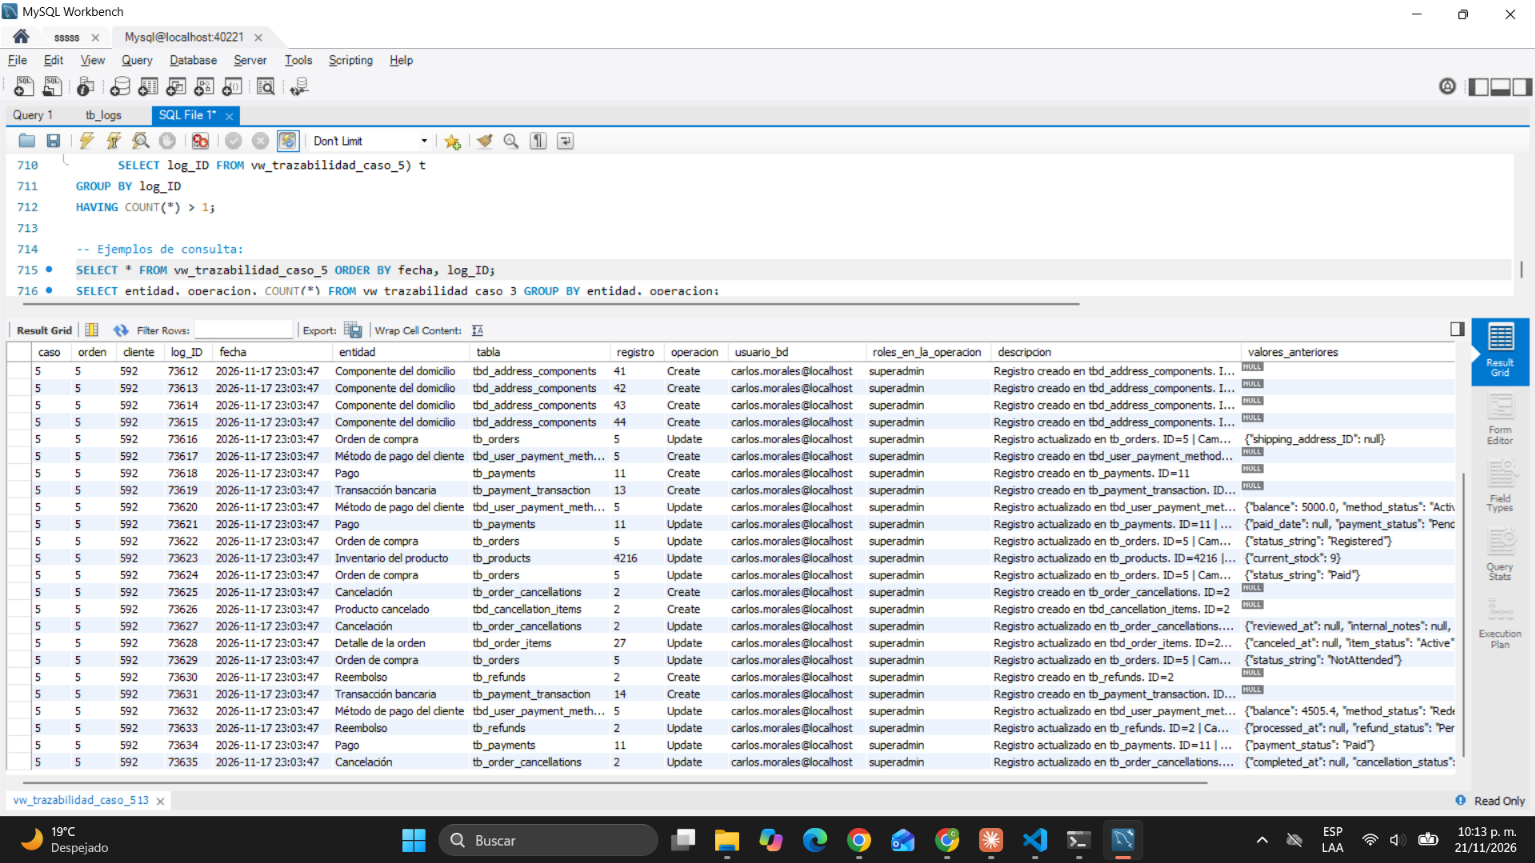 MySQL Workbench
sssss
Mysql@localhost:40221
File Edit View Query Database Server Tools Scripting Help
Query 1 tb_logs SQL File 1*
Don't Limit
710 SELECT log_ID FROM vw_trazabilidad_caso_5) t
711 GROUP BY log_ID
712 HAVING COUNT(*) > 1;
713
714 -- Ejemplos de consulta:
715 SELECT * FROM vw_trazabilidad_caso_5 ORDER BY fecha, log_ID;
716 SELECT entidad, operacion, COUNT(*) FROM vw_trazabilidad_caso_3 GROUP BY entidad, operacion;
Result Grid Filter Rows: Export: Wrap Cell Content:
caso orden cliente log_ID fecha entidad tabla registro operacion usuario_bd roles_en_la_operacion descripcion valores_anteriores
5 5 592 73612 2026-11-17 23:03:47 Componente del domicilio tbd_address_components 41 Create carlos.morales@localhost superadmin Registro creado en tbd_address_components. I... NULL
5 5 592 73613 2026-11-17 23:03:47 Componente del domicilio tbd_address_components 42 Create carlos.morales@localhost superadmin Registro creado en tbd_address_components. I... NULL
5 5 592 73614 2026-11-17 23:03:47 Componente del domicilio tbd_address_components 43 Create carlos.morales@localhost superadmin Registro creado en tbd_address_components. I... NULL
5 5 592 73615 2026-11-17 23:03:47 Componente del domicilio tbd_address_components 44 Create carlos.morales@localhost superadmin Registro creado en tbd_address_components. I... NULL
5 5 592 73616 2026-11-17 23:03:47 Orden de compra tb_orders 5 Update carlos.morales@localhost superadmin Registro actualizado en tb_orders. ID=5 | Cam... {"shipping_address_ID": null}
5 5 592 73617 2026-11-17 23:03:47 Método de pago del cliente tbd_user_payment_meth... 5 Create carlos.morales@localhost superadmin Registro creado en tbd_user_payment_method... NULL
5 5 592 73618 2026-11-17 23:03:47 Pago tb_payments 11 Create carlos.morales@localhost superadmin Registro creado en tb_payments. ID=11 NULL
5 5 592 73619 2026-11-17 23:03:47 Transacción bancaria tb_payment_transaction 13 Create carlos.morales@localhost superadmin Registro creado en tb_payment_transaction. ID... NULL
5 5 592 73620 2026-11-17 23:03:47 Método de pago del cliente tbd_user_payment_meth... 5 Update carlos.morales@localhost superadmin Registro actualizado en tbd_user_payment_met... {"balance": 5000.0, "method_status": "Activ
5 5 592 73621 2026-11-17 23:03:47 Pago tb_payments 11 Update carlos.morales@localhost superadmin Registro actualizado en tb_payments. ID=11 | ... {"paid_date": null, "payment_status": "Pend
5 5 592 73622 2026-11-17 23:03:47 Orden de compra tb_orders 5 Update carlos.morales@localhost superadmin Registro actualizado en tb_orders. ID=5 | Cam... {"status_string": "Registered"}
5 5 592 73623 2026-11-17 23:03:47 Inventario del producto tb_products 4216 Update carlos.morales@localhost superadmin Registro actualizado en tb_products. ID=4216 |... {"current_stock": 9}
5 5 592 73624 2026-11-17 23:03:47 Orden de compra tb_orders 5 Update carlos.morales@localhost superadmin Registro actualizado en tb_orders. ID=5 | Cam... {"status_string": "Paid"}
5 5 592 73625 2026-11-17 23:03:47 Cancelación tb_order_cancellations 2 Create carlos.morales@localhost superadmin Registro creado en tb_order_cancellations. ID=2 NULL
5 5 592 73626 2026-11-17 23:03:47 Producto cancelado tbd_cancellation_items 2 Create carlos.morales@localhost superadmin Registro creado en tbd_cancellation_items. ID=2 NULL
5 5 592 73627 2026-11-17 23:03:47 Cancelación tb_order_cancellations 2 Update carlos.morales@localhost superadmin Registro actualizado en tb_order_cancellations.... {"reviewed_at": null, "internal_notes": null,
5 5 592 73628 2026-11-17 23:03:47 Detalle de la orden tbd_order_items 27 Update carlos.morales@localhost superadmin Registro actualizado en tbd_order_items. ID=2... {"canceled_at": null, "item_status": "Active"
5 5 592 73629 2026-11-17 23:03:47 Orden de compra tb_orders 5 Update carlos.morales@localhost superadmin Registro actualizado en tb_orders. ID=5 | Cam... {"status_string": "NotAttended"}
5 5 592 73630 2026-11-17 23:03:47 Reembolso tb_refunds 2 Create carlos.morales@localhost superadmin Registro creado en tb_refunds. ID=2 NULL
5 5 592 73631 2026-11-17 23:03:47 Transacción bancaria tb_payment_transaction 14 Create carlos.morales@localhost superadmin Registro creado en tb_payment_transaction. ID... NULL
5 5 592 73632 2026-11-17 23:03:47 Método de pago del cliente tbd_user_payment_meth... 5 Update carlos.morales@localhost superadmin Registro actualizado en tbd_user_payment_met... {"balance": 4505.4, "method_status": "Rede
5 5 592 73633 2026-11-17 23:03:47 Reembolso tb_refunds 2 Update carlos.morales@localhost superadmin Registro actualizado en tb_refunds. ID=2 | Ca... {"processed_at": null, "refund_status": "Per
5 5 592 73634 2026-11-17 23:03:47 Pago tb_payments 11 Update carlos.morales@localhost superadmin Registro actualizado en tb_payments. ID=11 | ... {"payment_status": "Paid"}
5 5 592 73635 2026-11-17 23:03:47 Cancelación tb_order_cancellations 2 Update carlos.morales@localhost superadmin Registro actualizado en tb_order_cancellations.... {"completed_at": null, "cancellation_status":
Result Grid
Form Editor
Field Types
Query Stats
Execution Plan
vw_trazabilidad_caso_513
Read Only
19°C
Despejado
Buscar
ESP
LAA
10:13 p. m.
21/11/2026